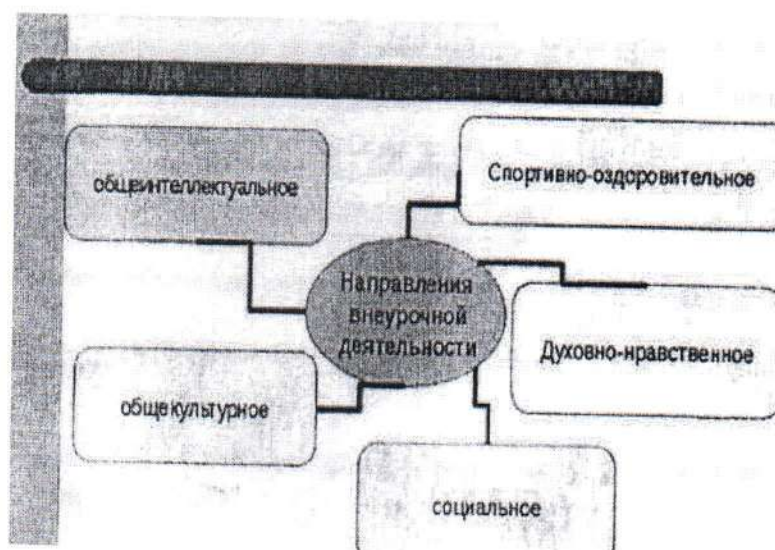 общеинтеллектуальное
Спортивно-оздоровительное
Направления
внеурочной
деятельности
Духовно-нравственное
общекультурное
социальное